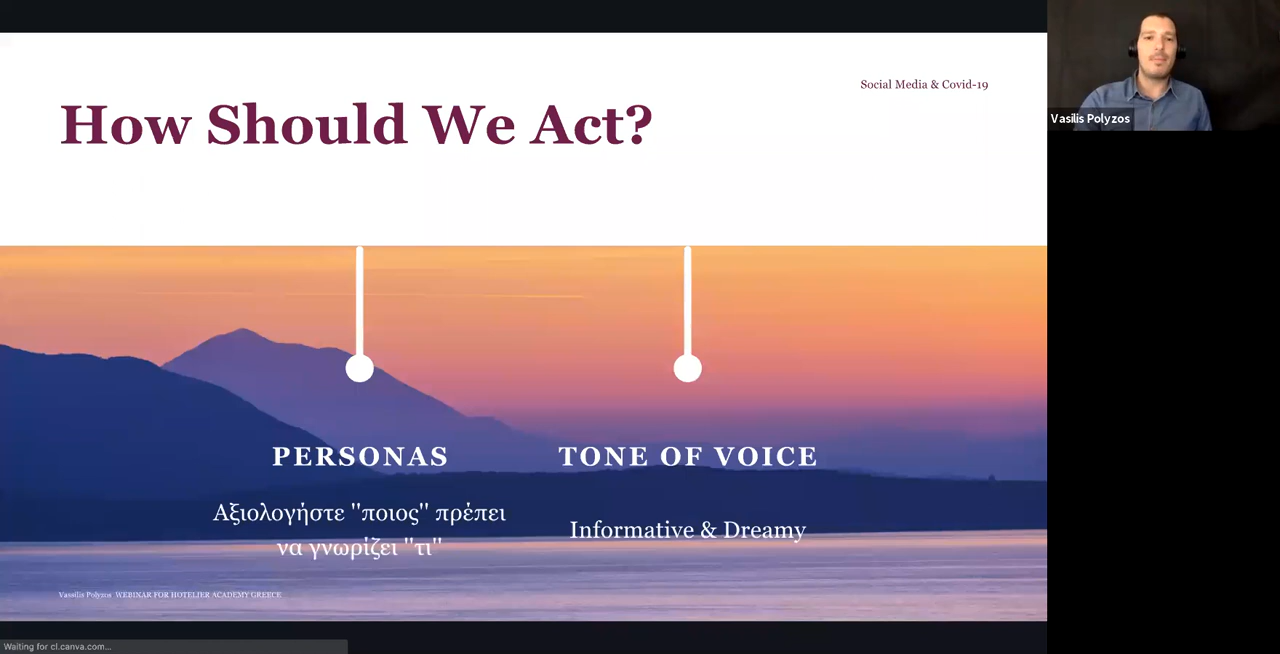 Social Media & Covid-19
How Should We Act?
Vasilis Polyzos
PERSONAS
Αξιολογήστε "ποιος" πρέπει
να γνωρίζει "τι"
TONE OF VOICE
Informative & Dreamy
Vassilis Polyzos WEBINAR FOR HOTELIER ACADEMY GREECE
Waiting for cl.canva.com...